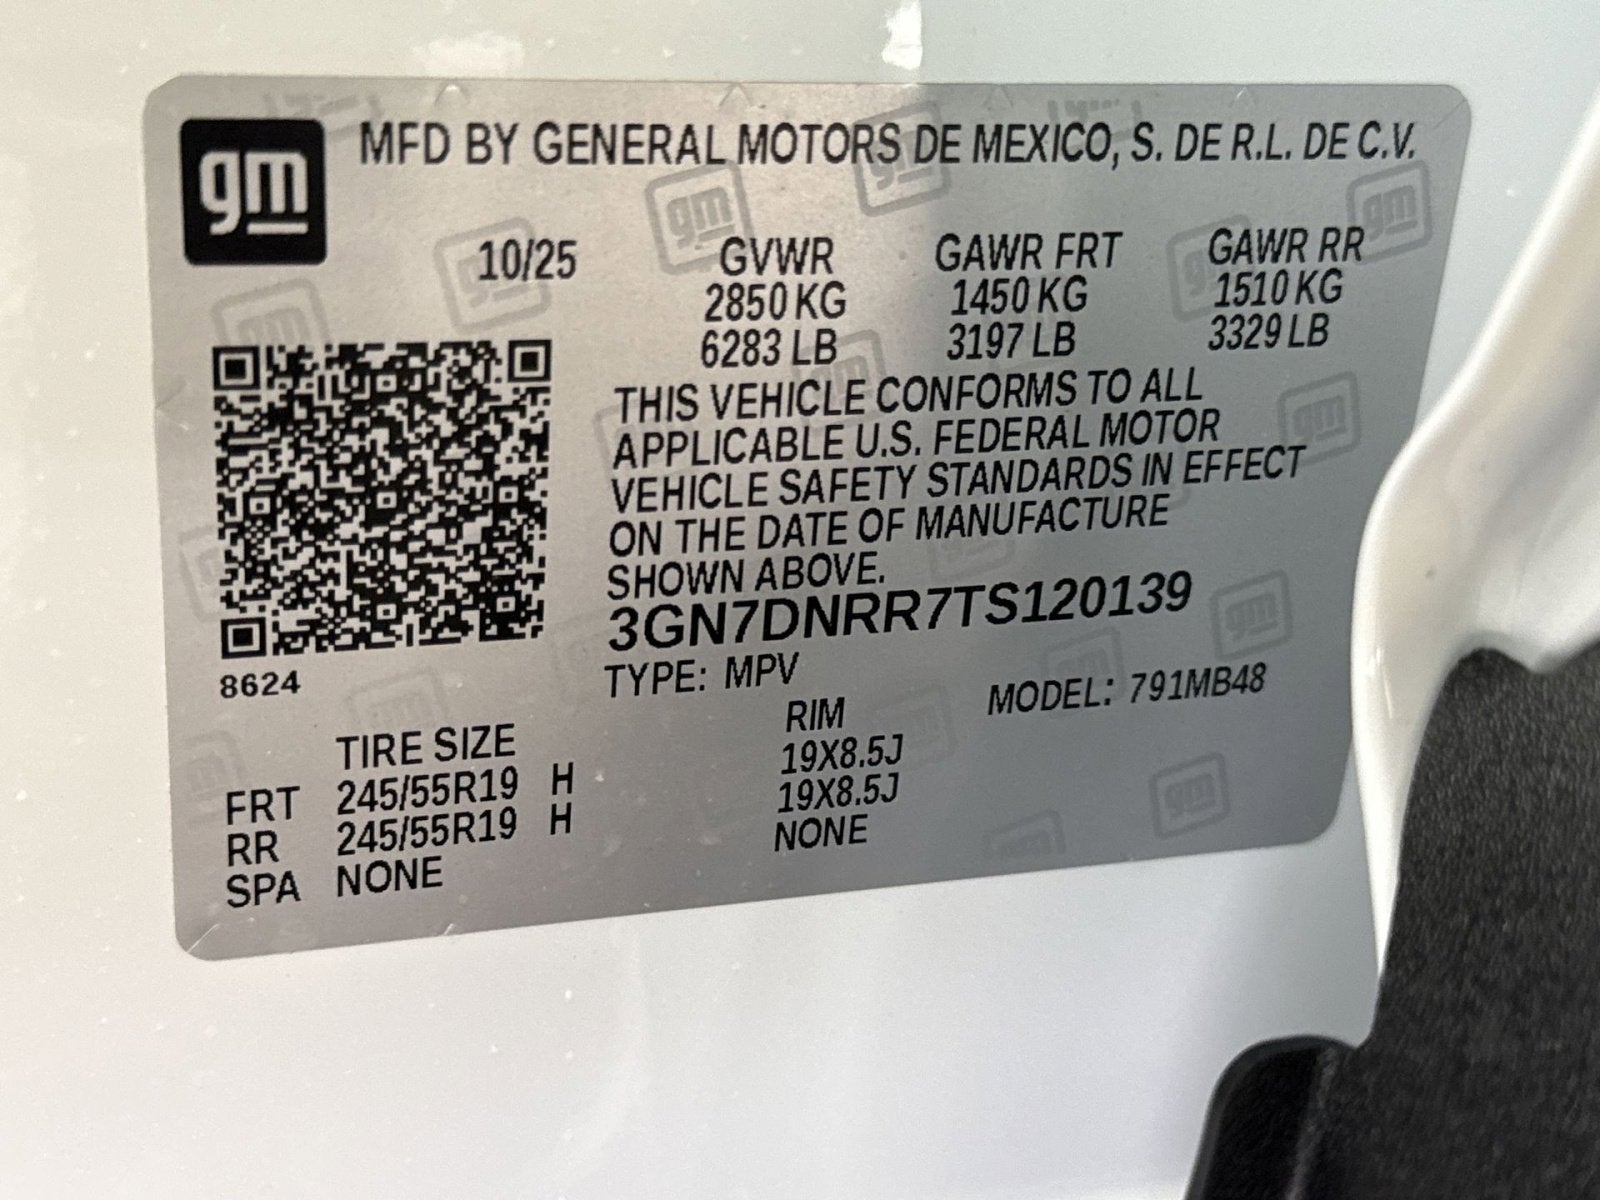 gm
MFD BY GENERAL MOTORS DE MEXICO, S. DE R.L. DE C.V.
10/25 GVWR GAWR FRT GAWR RR
2850 KG 1450 KG 1510 KG
6283 LB 3197 LB 3329 LB
THIS VEHICLE CONFORMS TO ALL
APPLICABLE U.S. FEDERAL MOTOR
VEHICLE SAFETY STANDARDS IN EFFECT
ON THE DATE OF MANUFACTURE
SHOWN ABOVE.
3GN7DNRR7TS120139
8624
TYPE: MPV MODEL: 791MB48
TIRE SIZE RIM
FRT 245/55R19 H 19X8.5J
RR 245/55R19 H 19X8.5J
SPA NONE NONE